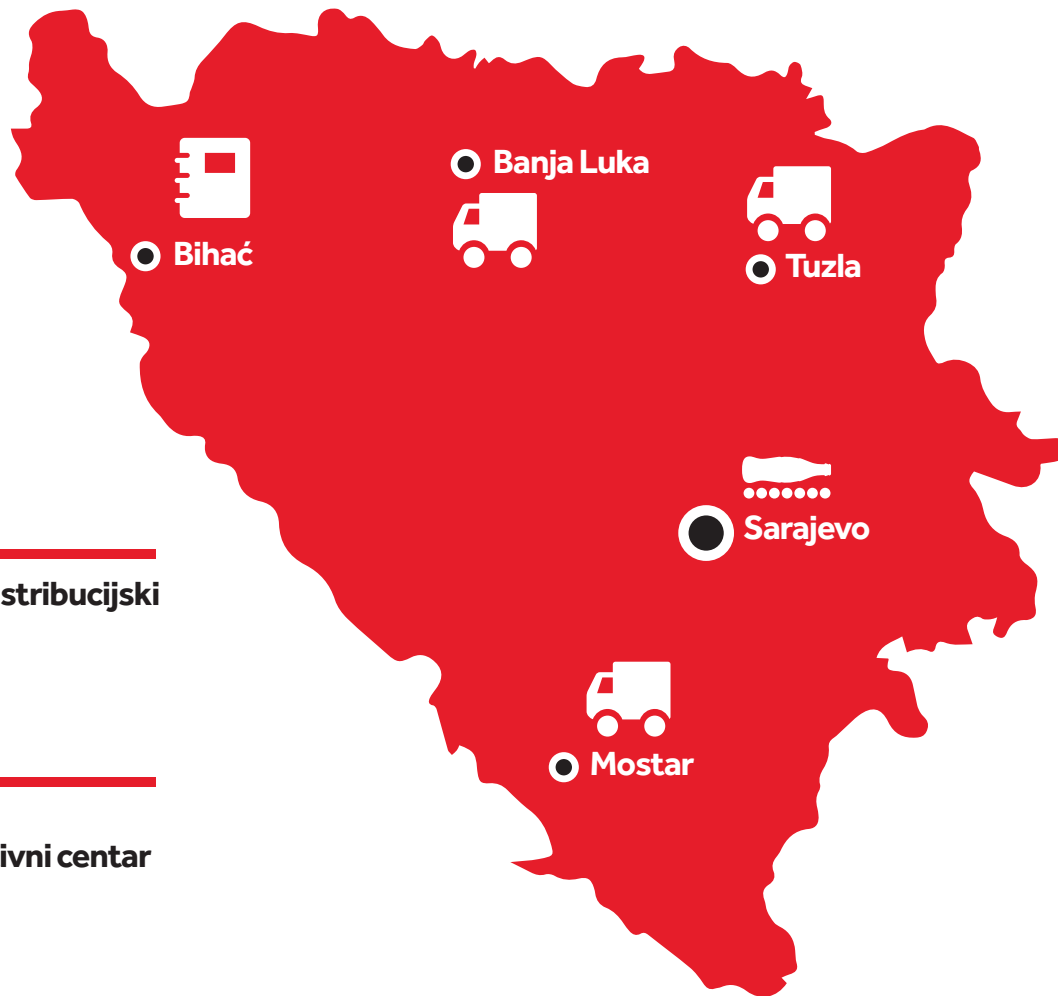 Banja Luka
Bihać
Tuzla
Sarajevo
stribucijski
Mostar
ivni centar